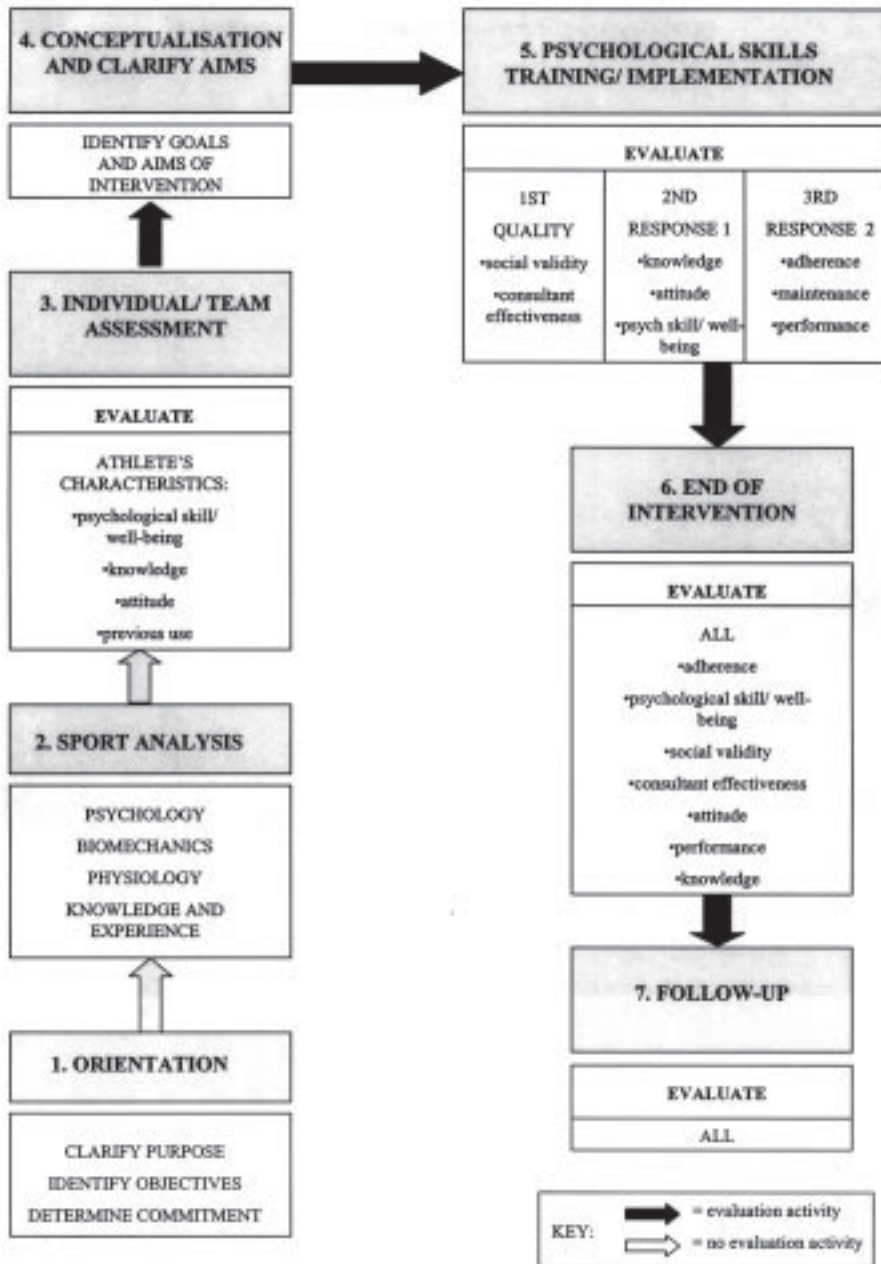 4. CONCEPTUALISATION
AND CLARIFY AIMS
IDENTIFY GOALS
AND AIMS OF
INTERVENTION
3. INDIVIDUAL/ TEAM
ASSESSMENT
EVALUATE
ATHLETE'S
CHARACTERISTICS:
•psychological skill/
well-being
•knowledge
•attitude
•previous use
2. SPORT ANALYSIS
PSYCHOLOGY
BIOMECHANICS
PHYSIOLOGY
KNOWLEDGE AND
EXPERIENCE
1. ORIENTATION
CLARIFY PURPOSE
IDENTIFY OBJECTIVES
DETERMINE COMMITMENT
5. PSYCHOLOGICAL SKILLS
TRAINING/ IMPLEMENTATION
EVALUATE
1ST
QUALITY
•social validity
•consultant
effectiveness
2ND
RESPONSE 1
•knowledge
•attitude
•psych skill/ well-
being
3RD
RESPONSE 2
•adherence
•maintenance
•performance
6. END OF
INTERVENTION
EVALUATE
ALL
•adherence
•psychological skill/ well-
being
•social validity
•consultant effectiveness
•attitude
•performance
•knowledge
7. FOLLOW-UP
EVALUATE
ALL
KEY:
= evaluation activity
= no evaluation activity